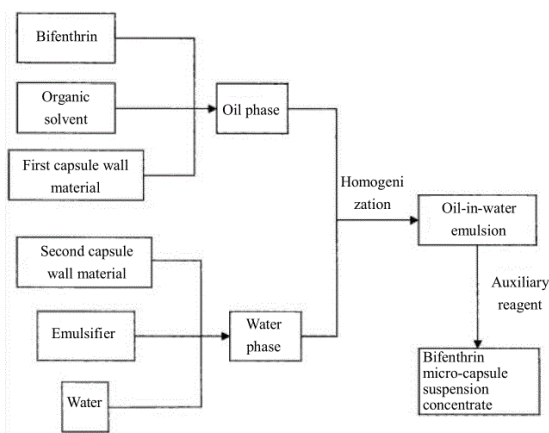 Bifenthrin
Organic
solvent
First capsule wall
material
Oil phase
Homogeni
zation
Oil-in-water
emulsion
Second capsule
wall material
Emulsifier
Water
Water
phase
Auxiliary
reagent
Bifenthrin
micro-capsule
suspension
concentrate